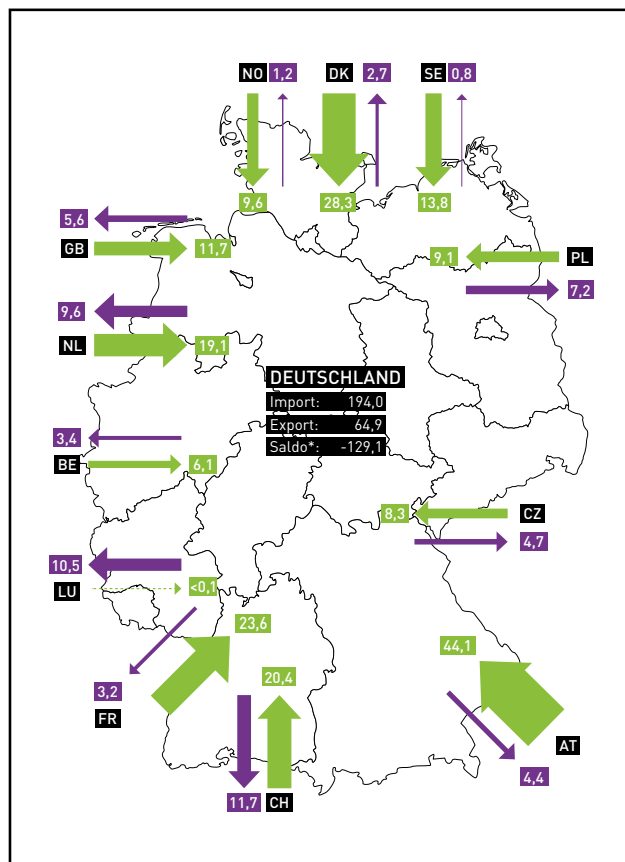 NO 1,2 DK 2,7 SE 0,8
9,6 28,3 13,8
5,6
GB 11,7
9,1 PL
7,2
9,6
NL 19,1
DEUTSCHLAND
Import: 194,0
Export: 64,9
Saldo*: -129,1
3,4
BE 6,1
8,3 CZ
4,7
10,5
LU <0,1
23,6
44,1
20,4
3,2
FR
AT
4,4
11,7 CH